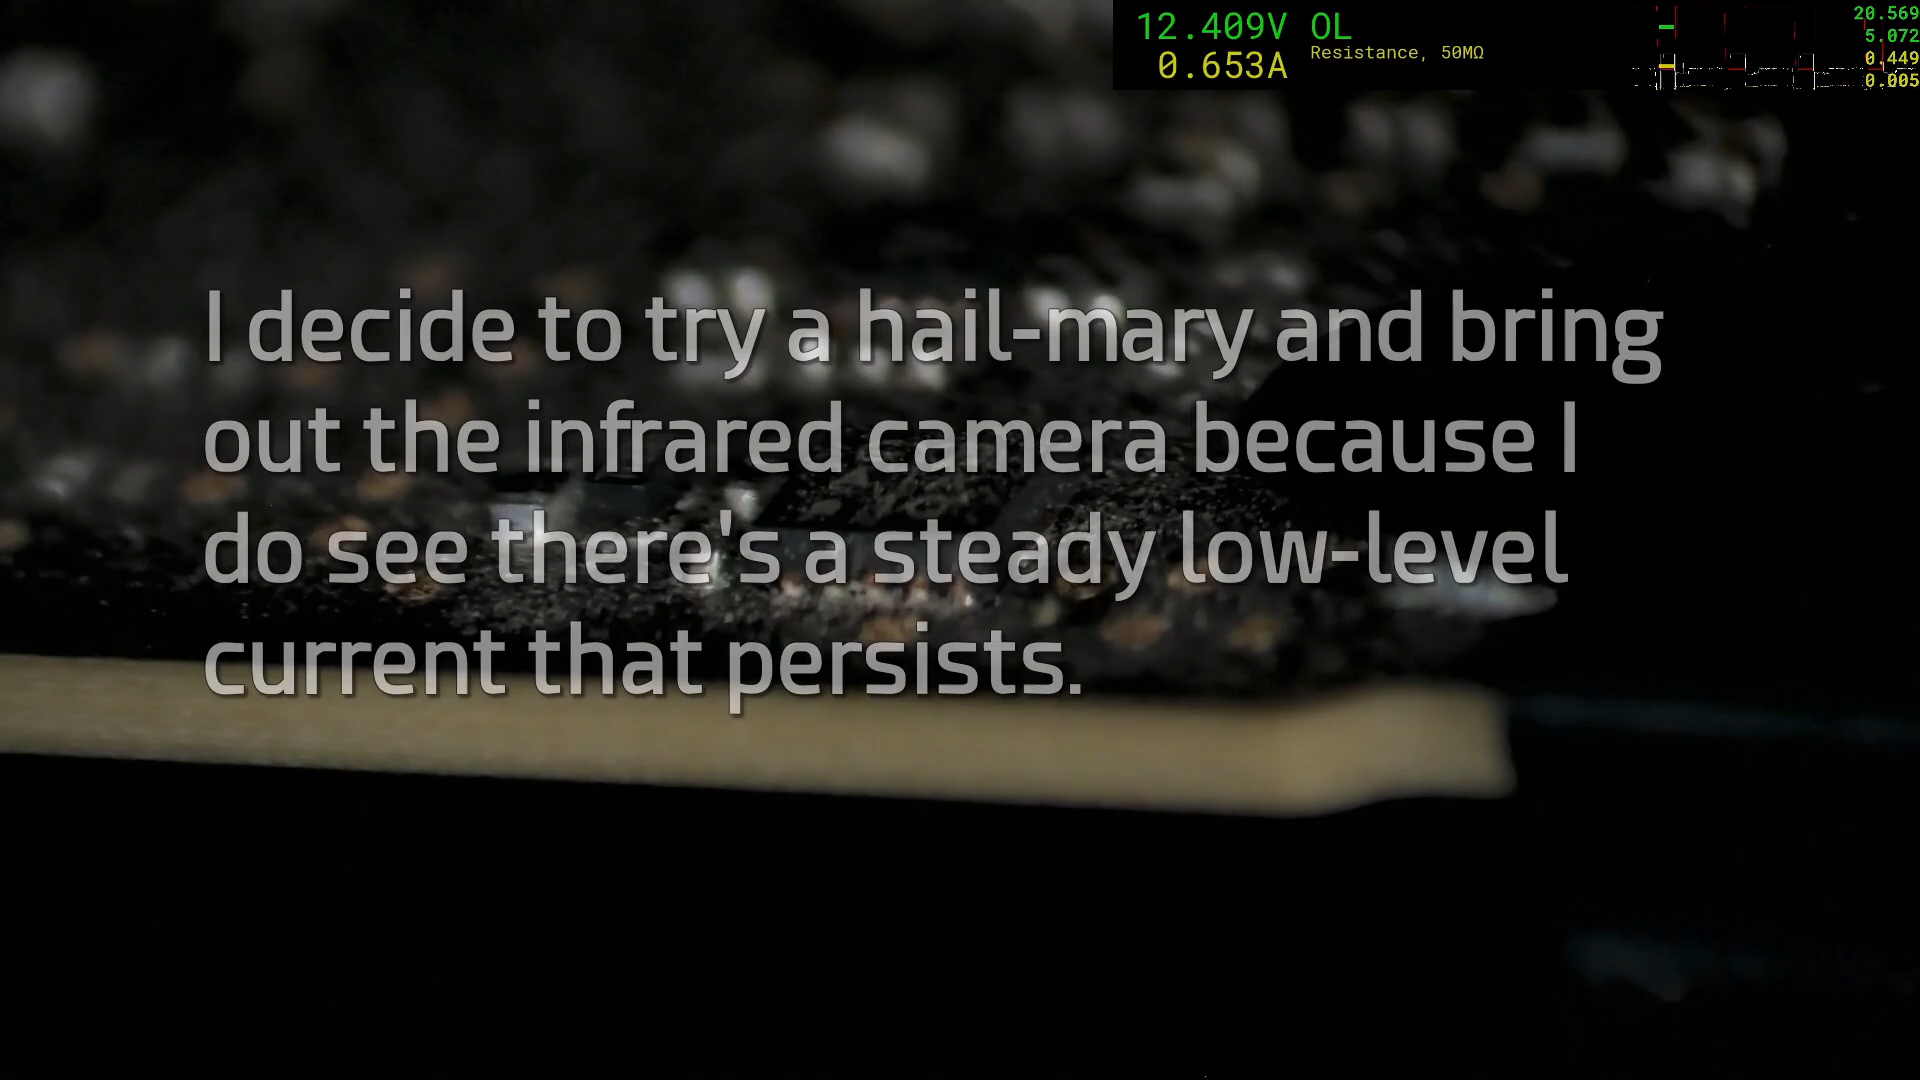 12.409V OL
0.653A Resistance, 50MΩ
20.569
5.072
0.449
0.005
I decide to try a hail-mary and bring
out the infrared camera because I
do see there's a steady low-level
current that persists.